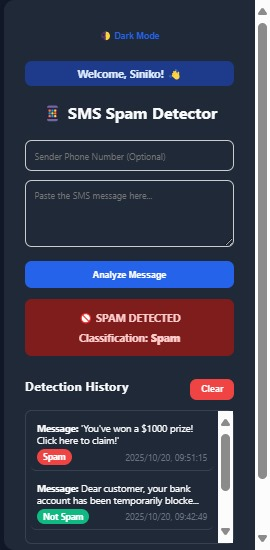 Dark Mode
Welcome, Siniko! 👋
SMS Spam Detector
Sender Phone Number (Optional)
Paste the SMS message here...
Analyze Message
SPAM DETECTED
Classification: Spam
Detection History
Clear
Message: 'You've won a $1000 prize!
Click here to claim!'
Spam
2025/10/20, 09:51:15
Message: Dear customer, your bank
account has been temporarily blocke...
Not Spam
2025/10/20, 09:42:49